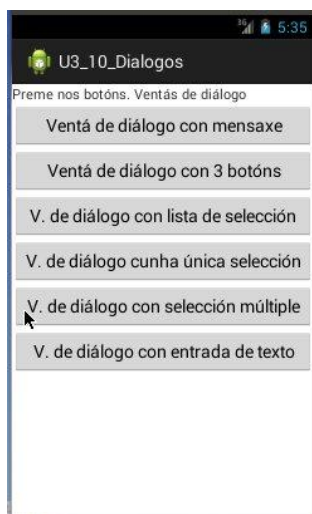 3G 5:35
U3_10_Dialogos
Preme nos botóns. Ventás de diálogo
Ventá de diálogo con mensaxe
Ventá de diálogo con 3 botóns
V. de diálogo con lista de selección
V. de diálogo cunha única selección
V. de diálogo con selección múltiple
V. de diálogo con entrada de texto